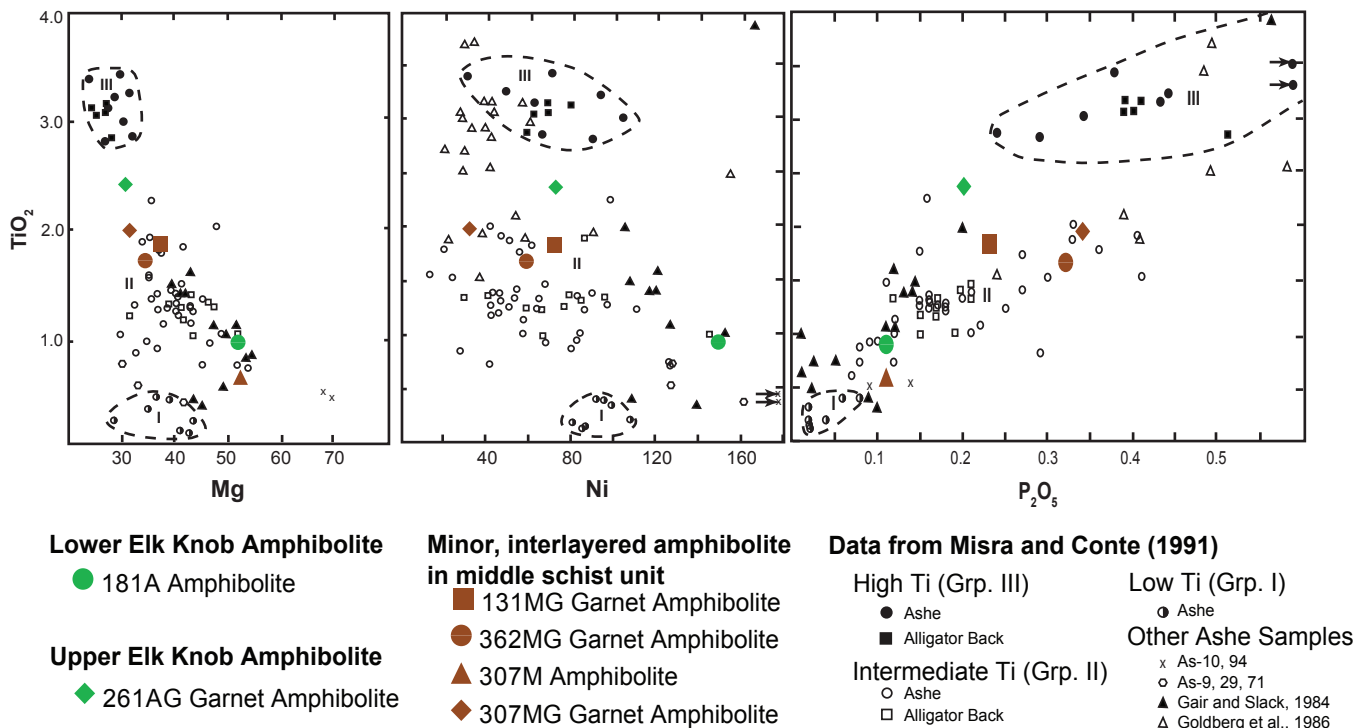 4.0
3.0
TiO2
2.0
1.0
III
II
I
30 40 50 60 70
Mg
III
II
I
40 80 120 160
Ni
III
II
I
0.1 0.2 0.3 0.4 0.5
P2O5
Lower Elk Knob Amphibolite
181A Amphibolite
Upper Elk Knob Amphibolite
261AG Garnet Amphibolite
Minor, interlayered amphibolite
in middle schist unit
131MG Garnet Amphibolite
362MG Garnet Amphibolite
307M Amphibolite
307MG Garnet Amphibolite
Data from Misra and Conte (1991)
High Ti (Grp. III)
Ashe
Alligator Back
Intermediate Ti (Grp. II)
Ashe
Alligator Back
Low Ti (Grp. I)
Ashe
Other Ashe Samples
x As-10, 94
As-9, 29, 71
Gair and Slack, 1984
Goldberg et al., 1986